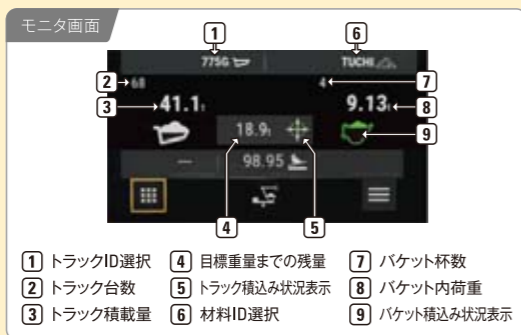 モニタ画面
1 6
775G TUCHI
2 68 4 7
3 41.1t 9.13t 8
18.9t 9
--- 98.95
4 5
1 トラックID選択 4 目標重量までの残量 7 バケット杯数
2 トラック台数 5 トラック積込み状況表示 8 バケット内荷重
3 トラック積載量 6 材料ID選択 9 バケット積込み状況表示